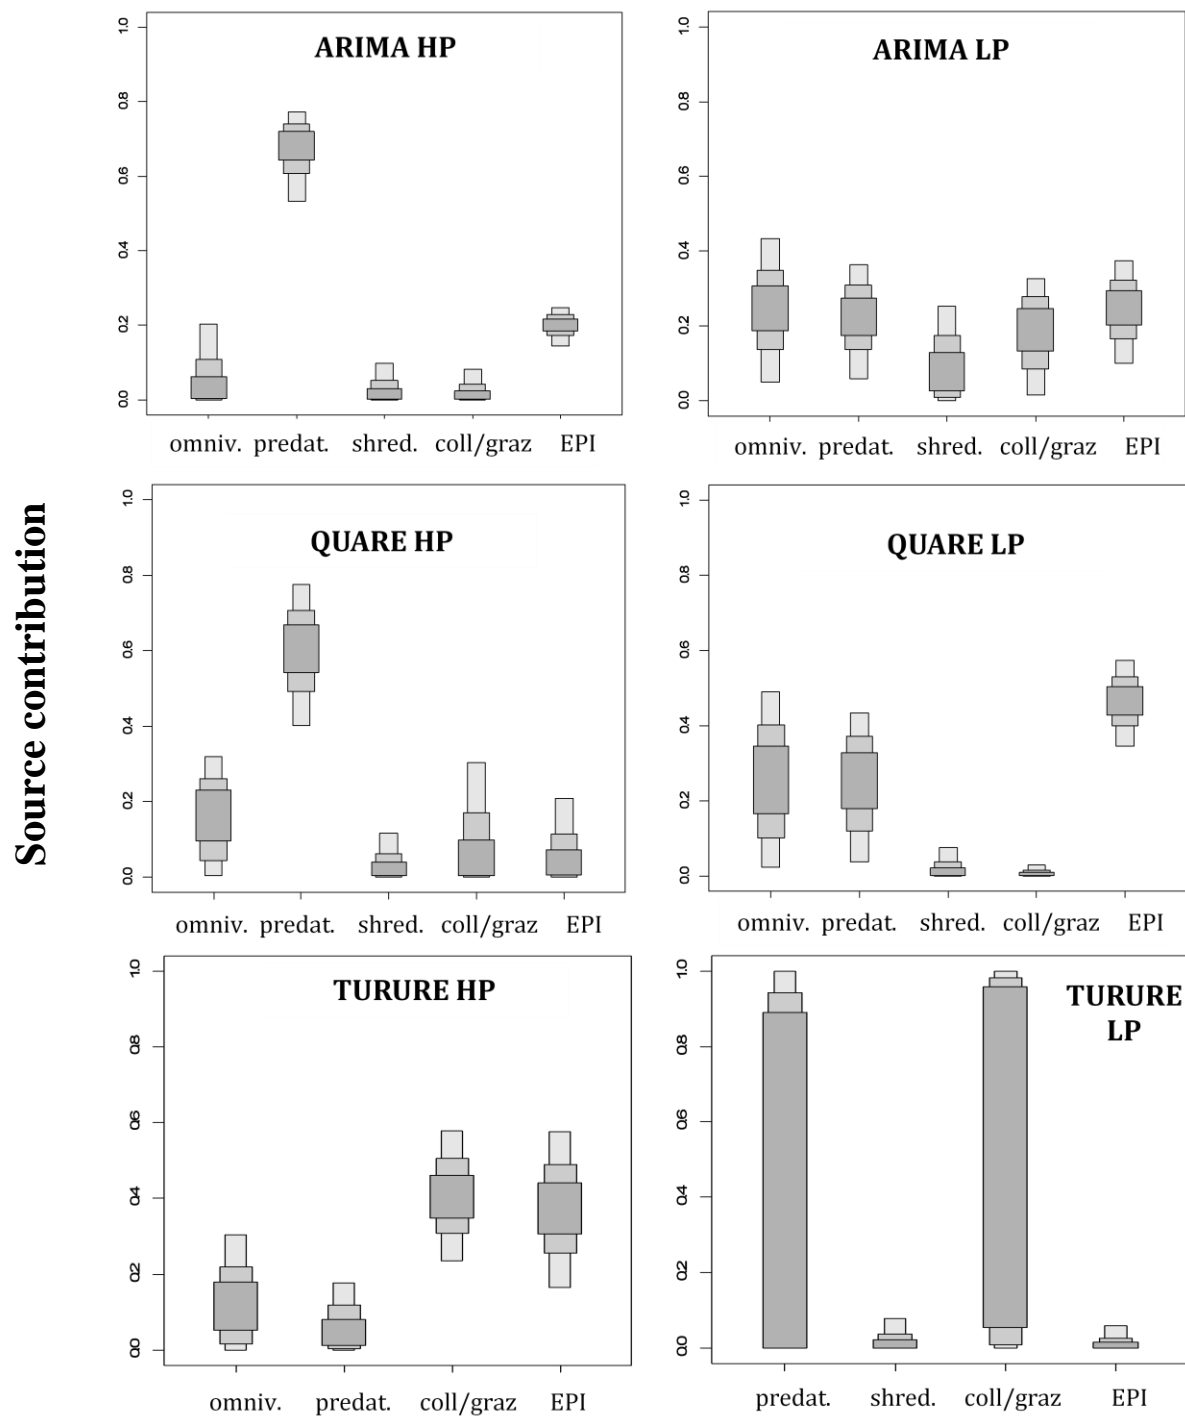 Source contribution
ARIMA HP
1.0
0.8
0.6
0.4
0.2
0.0
omniv. predat. shred. coll/graz EPI
ARIMA LP
1.0
0.8
0.6
0.4
0.2
0.0
omniv. predat. shred. coll/graz EPI
QUARE HP
1.0
0.8
0.6
0.4
0.2
0.0
omniv. predat. shred. coll/graz EPI
QUARE LP
1.0
0.8
0.6
0.4
0.2
0.0
omniv. predat. shred. coll/graz EPI
TURURE HP
1.0
0.8
0.6
0.4
0.2
0.0
omniv. predat. coll/graz EPI
TURURE
LP
1.0
0.8
0.6
0.4
0.2
0.0
predat. shred. coll/graz EPI